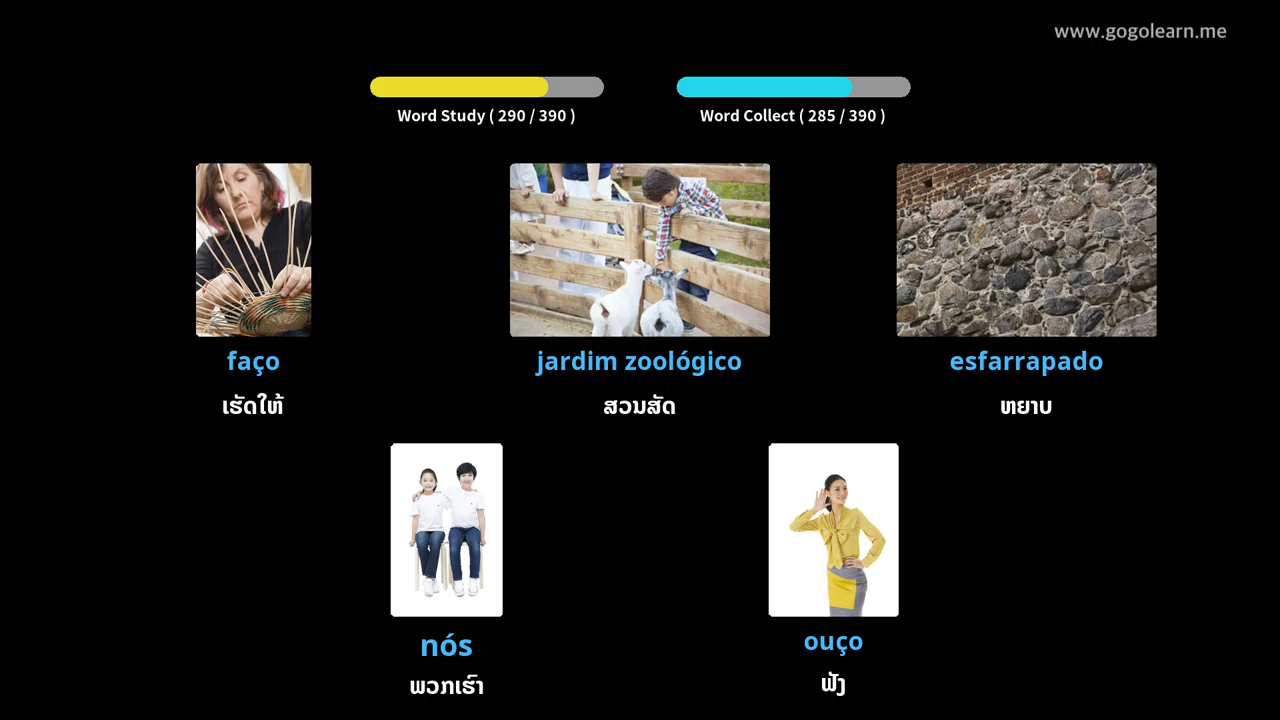 www.gogolearn.me
Word Study ( 290 / 390 )
Word Collect ( 285 / 390 )
faço
ເຮັດໃຫ້
jardim zoológico
ສວນສັດ
esfarrapado
ຫຍາບ
nós
ພວກເຮົາ
ouço
ຟັງ